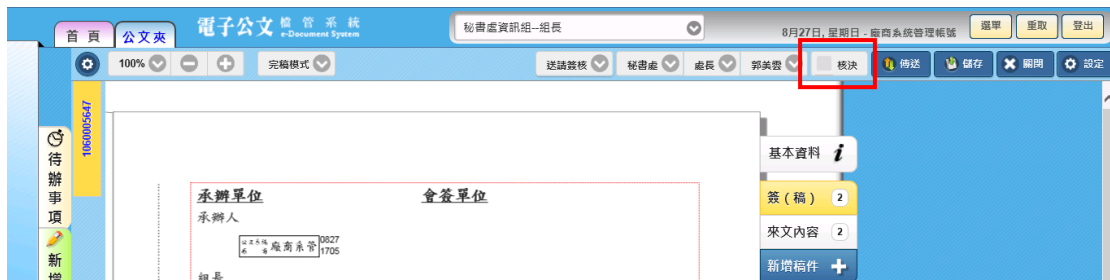 首 頁
公文夾
電子公文 檔 管 系 統
e-Document System
秘書處資訊組--組長
8月27日, 星期日 - 廠商系統管理帳號
選單
重取
登出
100%
完稿模式
送請簽核
秘書處
處長
郭美雲
核決
傳送
儲存
關閉
設定
1060005647
待辦事項
新增
基本資料
簽 ( 稿 ) 2
來文內容 2
新增稿件
承辦單位 會簽單位
承辦人
廠商系管 0827
1705
組長